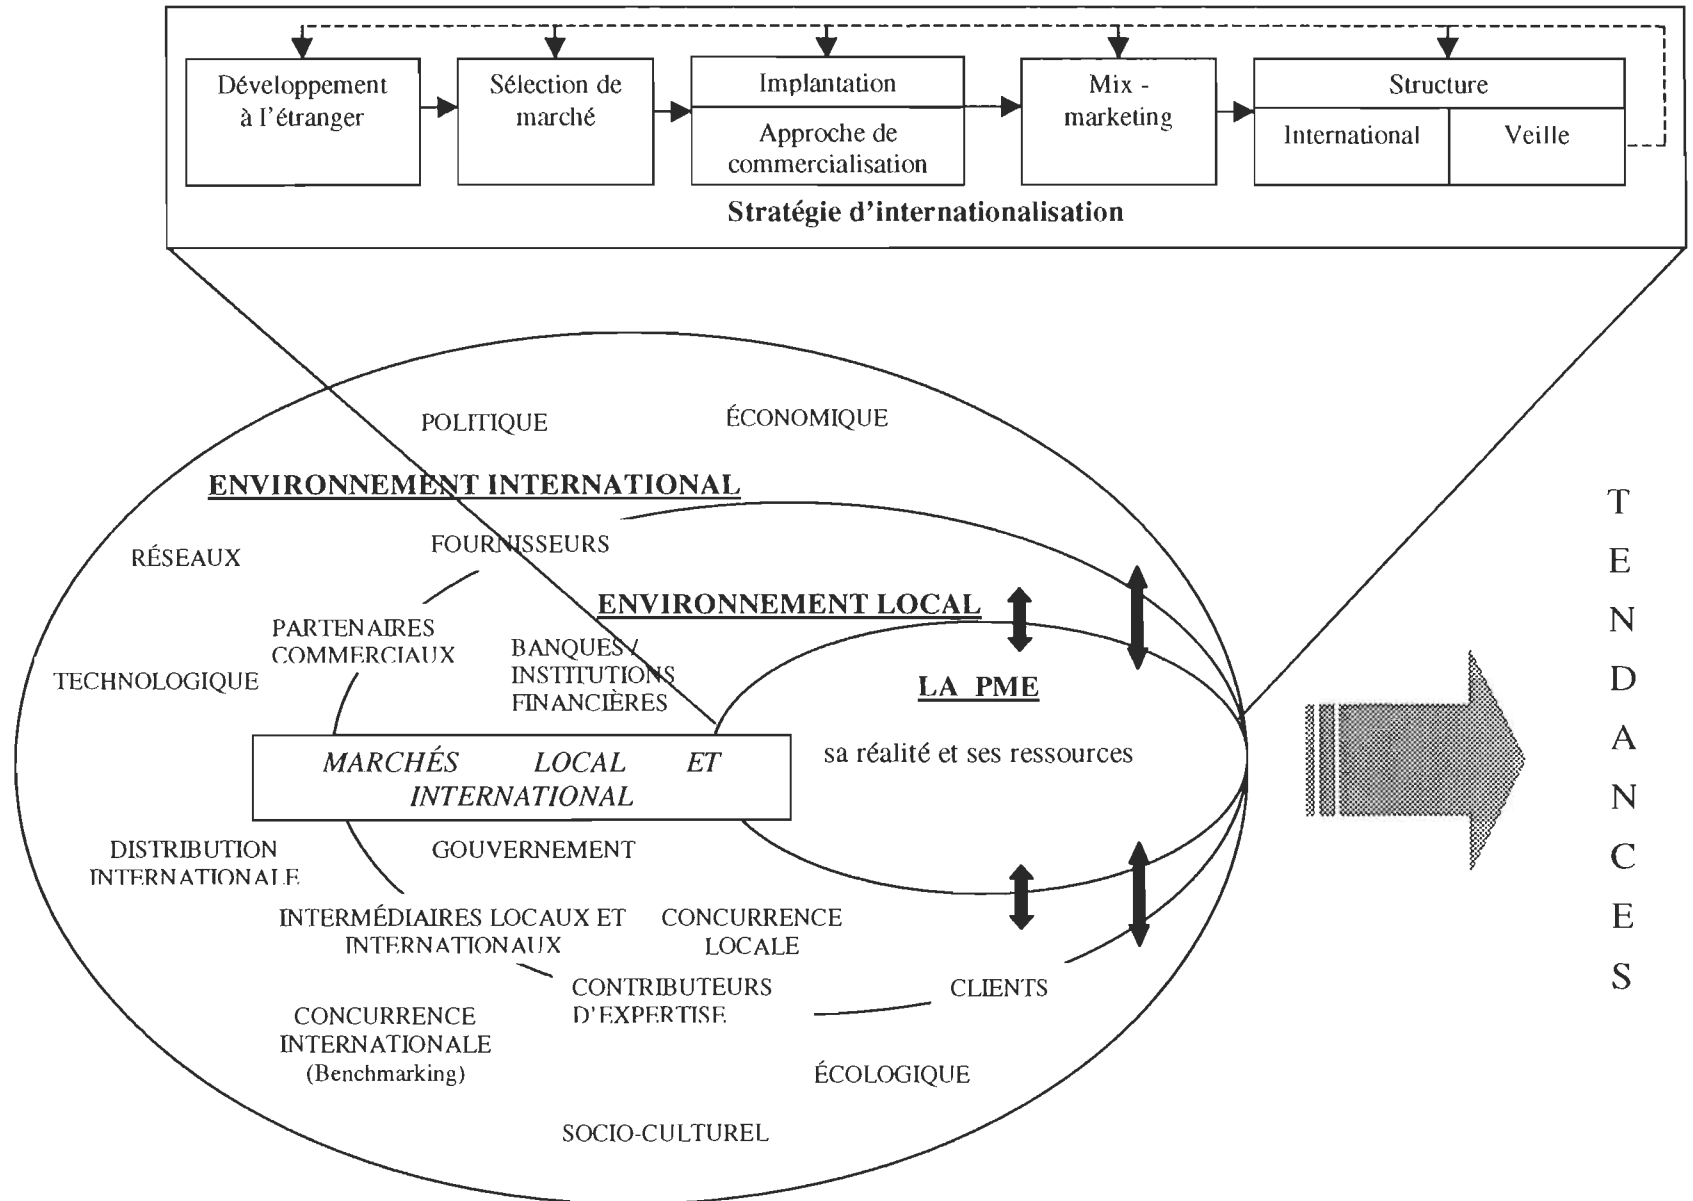 Développement
à l'étranger
Sélection de
marché
Implantation
Approche de
commercialisation
Mix -
marketing
Structure
International
Veille
Stratégie d'internationalisation
POLITIQUE
ÉCONOMIQUE
ENVIRONNEMENT INTERNATIONAL
FOURNISSEURS
RÉSEAUX
ENVIRONNEMENT LOCAL
PARTENAIRES
COMMERCIAUX
BANQUES /
INSTITUTIONS
FINANCIÈRES
TECHNOLOGIQUE
LA PME
sa réalité et ses ressources
MARCHÉS LOCAL ET
INTERNATIONAL
DISTRIBUTION
INTERNATIONALE
GOUVERNEMENT
INTERMÉDIAIRES LOCAUX ET
INTERNATIONAUX
CONCURRENCE
LOCALE
CONTRIBUTEURS
D'EXPERTISE
CLIENTS
CONCURRENCE
INTERNATIONALE
(Benchmarking)
ÉCOLOGIQUE
SOCIO-CULTUREL
T
E
N
D
A
N
C
E
S